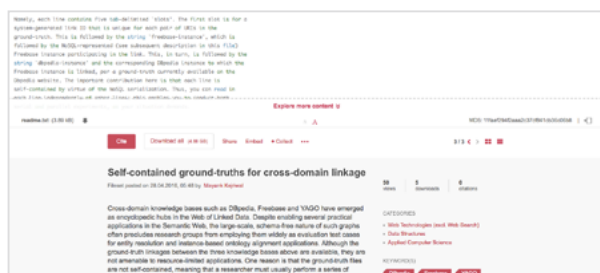 Namely, each line contains five tab-delimited 'slots'. The first slot is for a
system-generated link ID that is unique for each pair of URIs in the
ground-truth. This is followed by the string 'freebase-instance', which is
followed by the NoSQL-represented (see subsequent description in this file)
Freebase instance participating in the link. This, in turn, is followed by the
string 'dbpedia-instance' and the corresponding DBpedia instance to which the
Freebase instance is linked, per a ground-truth currently available on the
DBpedia website. The important contribution here is that each line is
self-contained by virtue of the NoSQL serialization. Thus, you can read in
Explore more content
readme.txt
Cite
Download all
Share
Embed
+ Collect
3 / 3
Self-contained ground-truths for cross-domain linkage
Fileset posted on 28.04.2015, by Mayank Kejriwal
Cross-domain knowledge bases such as DBpedia, Freebase and YAGO have emerged
as encyclopedic hubs in the Web of Linked Data. Despite enabling several practical
applications in the Semantic Web, the large-scale, schema-free nature of such graphs
often precludes research groups from employing them widely as evaluation test cases
for entity resolution and instance-based ontology alignment applications. Although the
ground-truth linkages between the three knowledge bases above are available, they are
not amenable to resource-limited applications. One reason is that the ground-truth files
are not self-contained, meaning that a researcher must usually perform a series of
views
downloads
citations
CATEGORIES
• Web Technologies (excl. Web Search)
• Data Structures
• Applied Computer Science
KEYWORD(S)